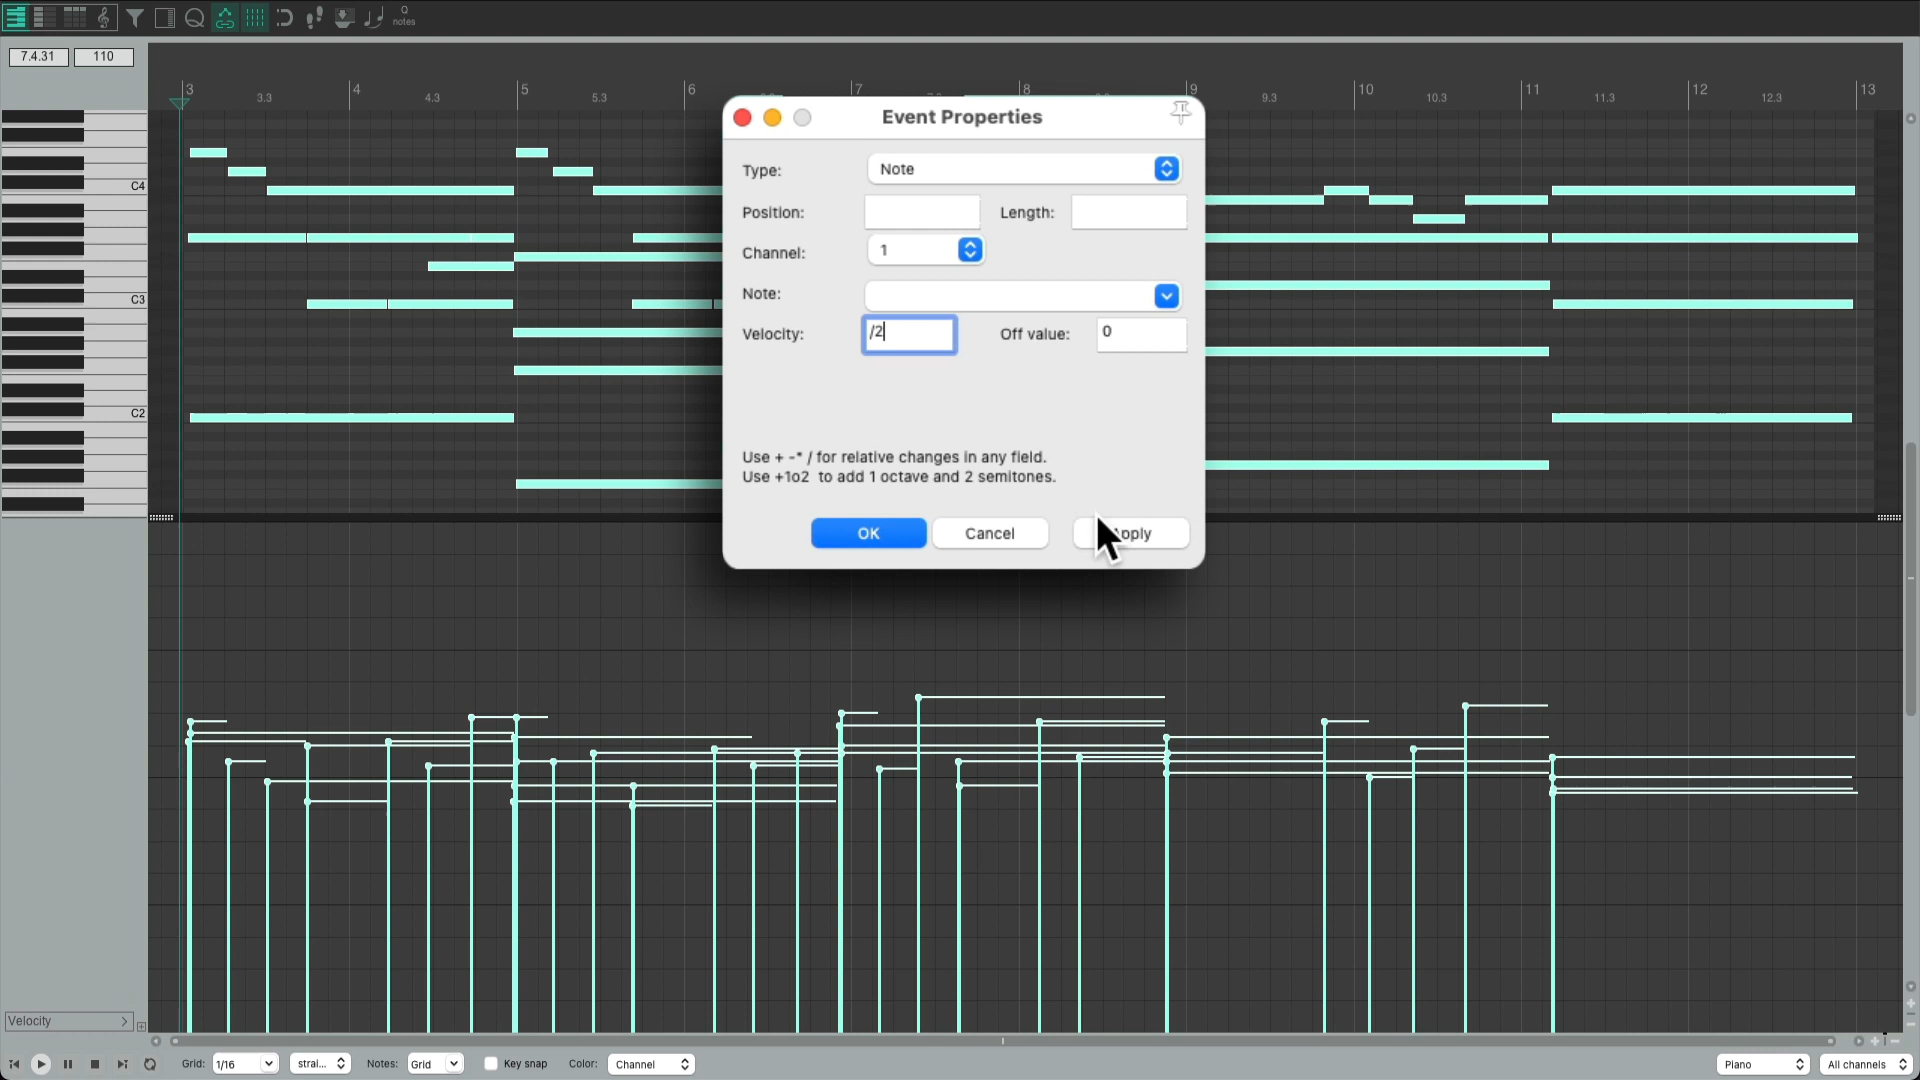 Q
notes
7.4.31 110
3 3.3 4 4.3 5 5.3 6 7 8 9 9.3 10 10.3 11 11.3 12 12.3 13
Event Properties
Type: Note
Position: Length:
Channel: 1
Note:
Velocity: /2 Off value: 0
Use + -* / for relative changes in any field.
Use +1o2 to add 1 octave and 2 semitones.
OK Cancel
C4
C3
C2
Velocity >
Grid: 1/16 strai... Notes: Grid Key snap Color: Channel Piano All channels